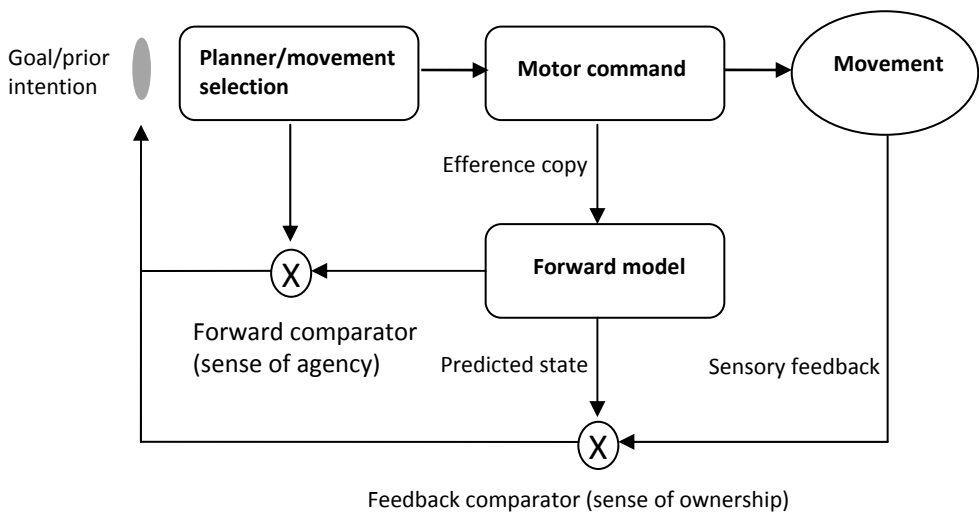 Goal/prior
intention
Planner/movement
selection
Motor command
Movement
Efference copy
Forward model
X
Forward comparator
(sense of agency)
Predicted state
Sensory feedback
X
Feedback comparator (sense of ownership)